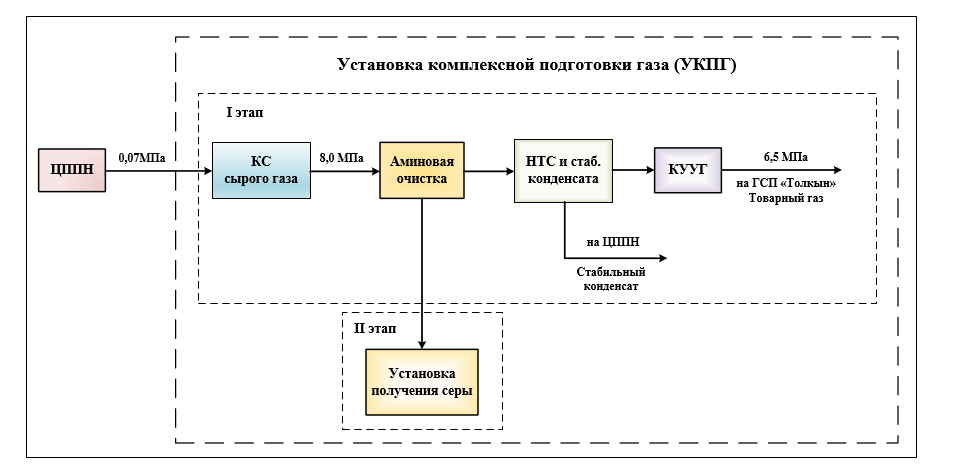 Установка комплексной подготовки газа (УКПГ)
I этап
ЦППН
0,07МПа
КС
сырого газа
8,0 МПа
Аминовая
очистка
НТС и стаб.
конденсата
КУУГ
6,5 МПа
на ГСП «Толкын»
Товарный газ
на ЦППН
Стабильный
конденсат
II этап
Установка
получения серы